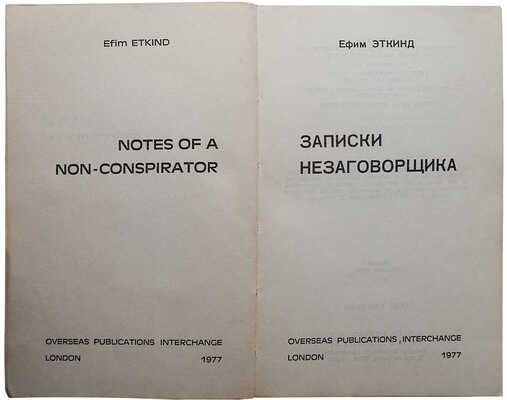 Efim ETKIND
NOTES OF A
NON-CONSPIRATOR
OVERSEAS PUBLICATIONS INTERCHANGE
LONDON 1977
Ефим ЭТКИНД
ЗАПИСКИ
НЕЗАГОВОРЩИКА
OVERSEAS PUBLICATIONS, INTERCHANGE
LONDON 1977